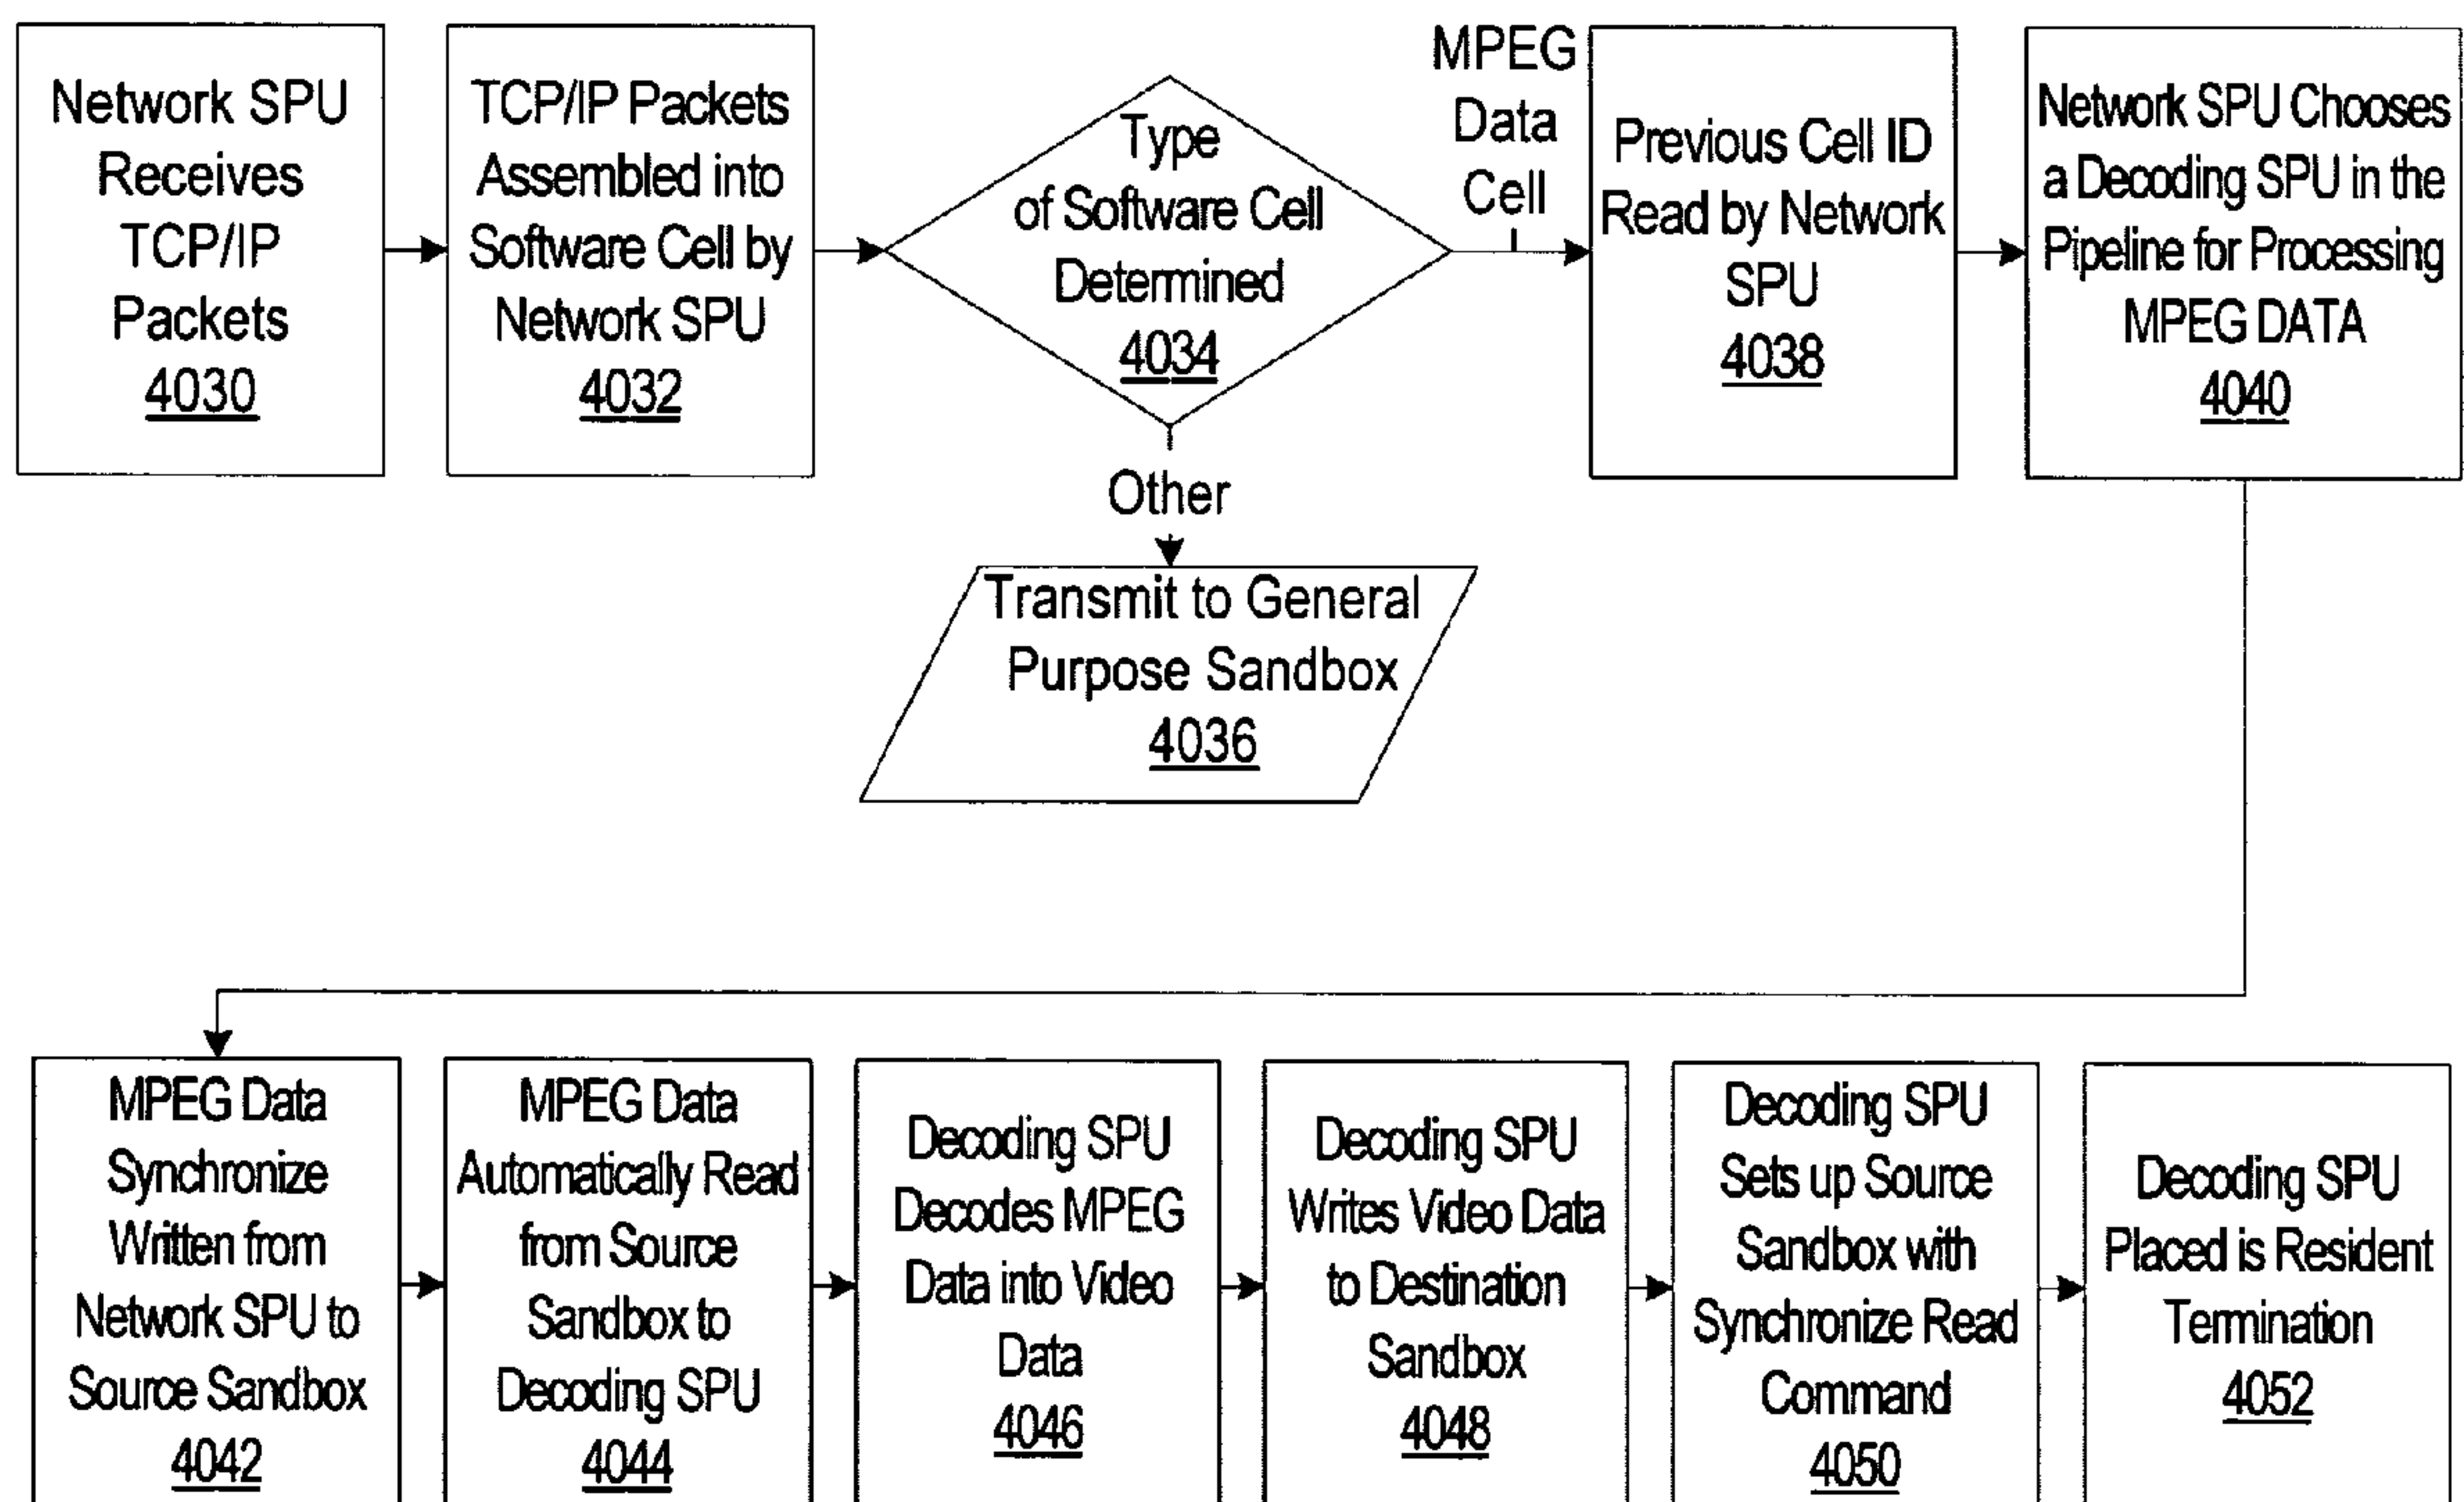 Network SPU
Receives
TCP/IP
Packets
4030
TCP/IP Packets
Assembled into
Software Cell by
Network SPU
4032
Type
of Software Cell
Determined
4034
MPEG
Data
Cell
Previous Cell ID
Read by Network
SPU
4038
Network SPU Chooses
a Decoding SPU in the
Pipeline for Processing
MPEG DATA
4040
Other
Transmit to General
Purpose Sandbox
4036
MPEG Data
Synchronize
Written from
Network SPU to
Source Sandbox
4042
MPEG Data
Automatically Read
from Source
Sandbox to
Decoding SPU
4044
Decoding SPU
Decodes MPEG
Data into Video
Data
4046
Decoding SPU
Writes Video Data
to Destination
Sandbox
4048
Decoding SPU
Sets up Source
Sandbox with
Synchronize Read
Command
4050
Decoding SPU
Placed is Resident
Termination
4052